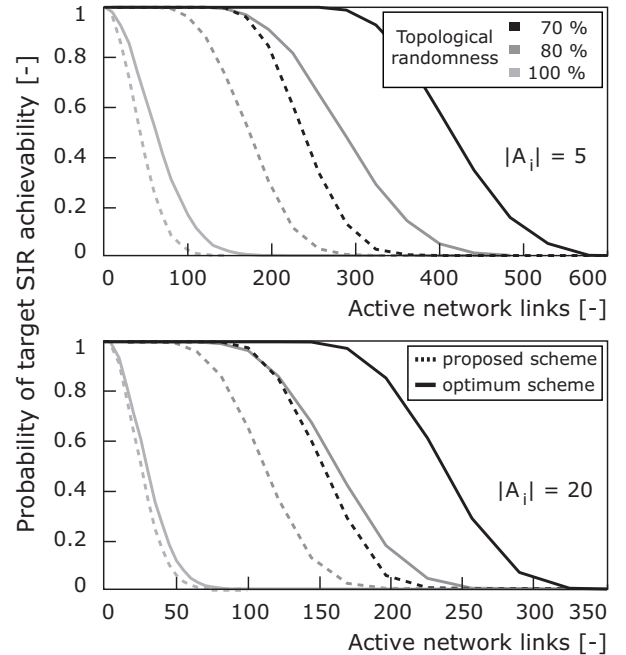 Probability of target SIR achievability [-]
1
0.8
0.6
0.4
0.2
0
Topological
randomness
70 %
80 %
100 %
|A_i| = 5
0 100 200 300 400 500 600
Active network links [-]
1
0.8
0.6
0.4
0.2
0
proposed scheme
optimum scheme
|A_i| = 20
0 50 100 150 200 250 300 350
Active network links [-]